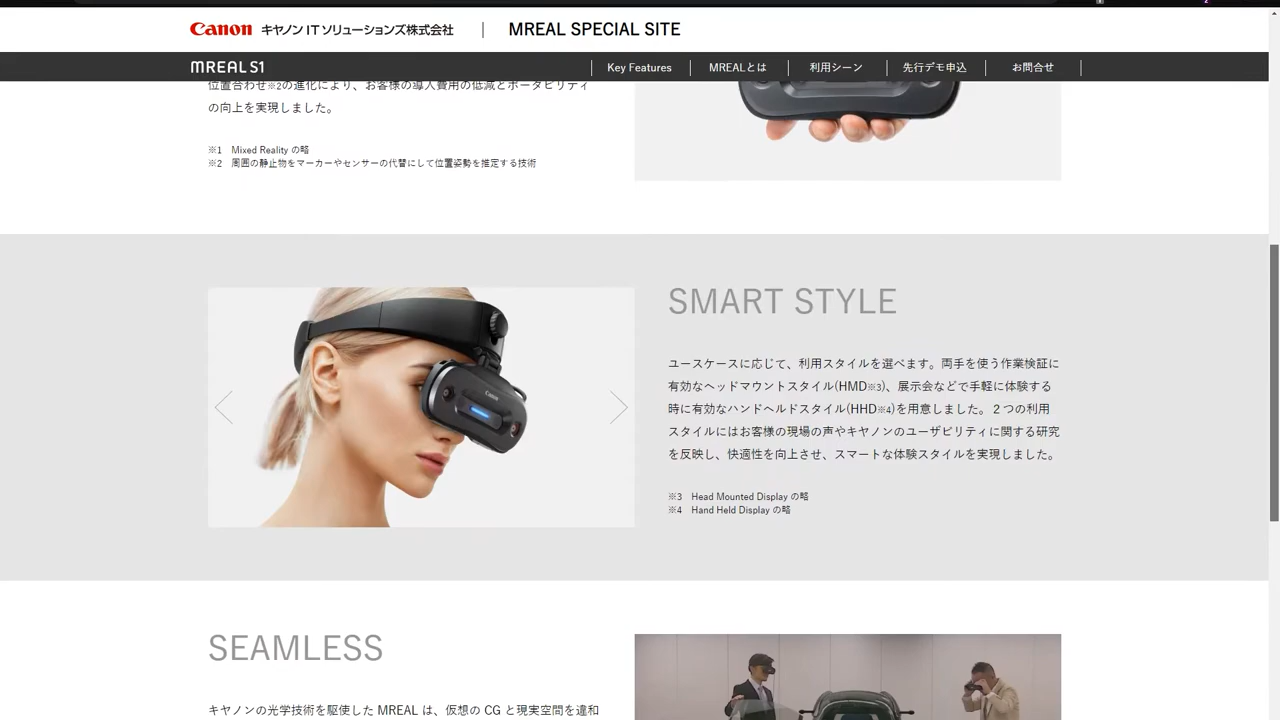 Canon キヤノンITソリューションズ株式会社 | MREAL SPECIAL SITE
MREAL S1
Key Features
MREALとは
利用シーン
先行デモ申込
お問合せ
位置合わせ※2の進化により、お客様の導入費用の低減とポータビリティ
の向上を実現しました。
※1 Mixed Reality の略
※2 周囲の静止物をマーカーやセンサーの代替にして位置姿勢を推定する技術
Canon
SMART STYLE
ユースケースに応じて、利用スタイルを選べます。両手を使う作業検証に
有効なヘッドマウントスタイル(HMD※3)、展示会などで手軽に体験する
時に有効なハンドヘルドスタイル(HHD※4)を用意しました。２つの利用
スタイルにはお客様の現場の声やキヤノンのユーザビリティに関する研究
を反映し、快適性を向上させ、スマートな体験スタイルを実現しました。
※3 Head Mounted Display の略
※4 Hand Held Display の略
SEAMLESS
キヤノンの光学技術を駆使した MREAL は、仮想の CG と現実空間を違和